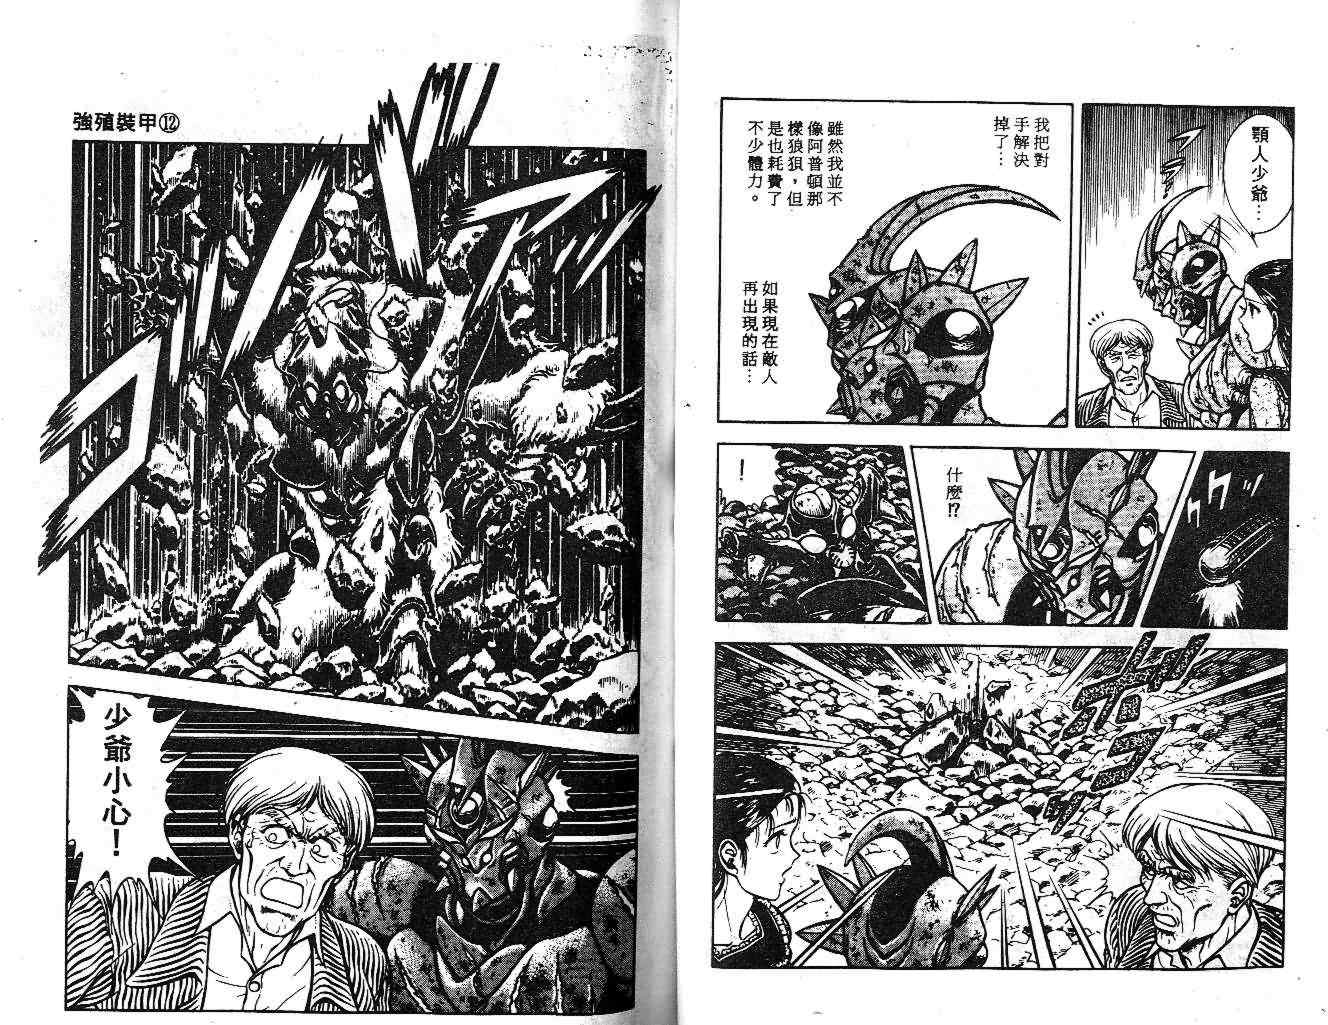 顎人少爺…
我把對
手解決
掉了…
雖然我並不
像阿普頓那
樣狼狽，但
是也耗費了
不少體力。
如果現在敵人
再出現的話…
什麼!?
！
強殖裝甲⑫
少爺小心！